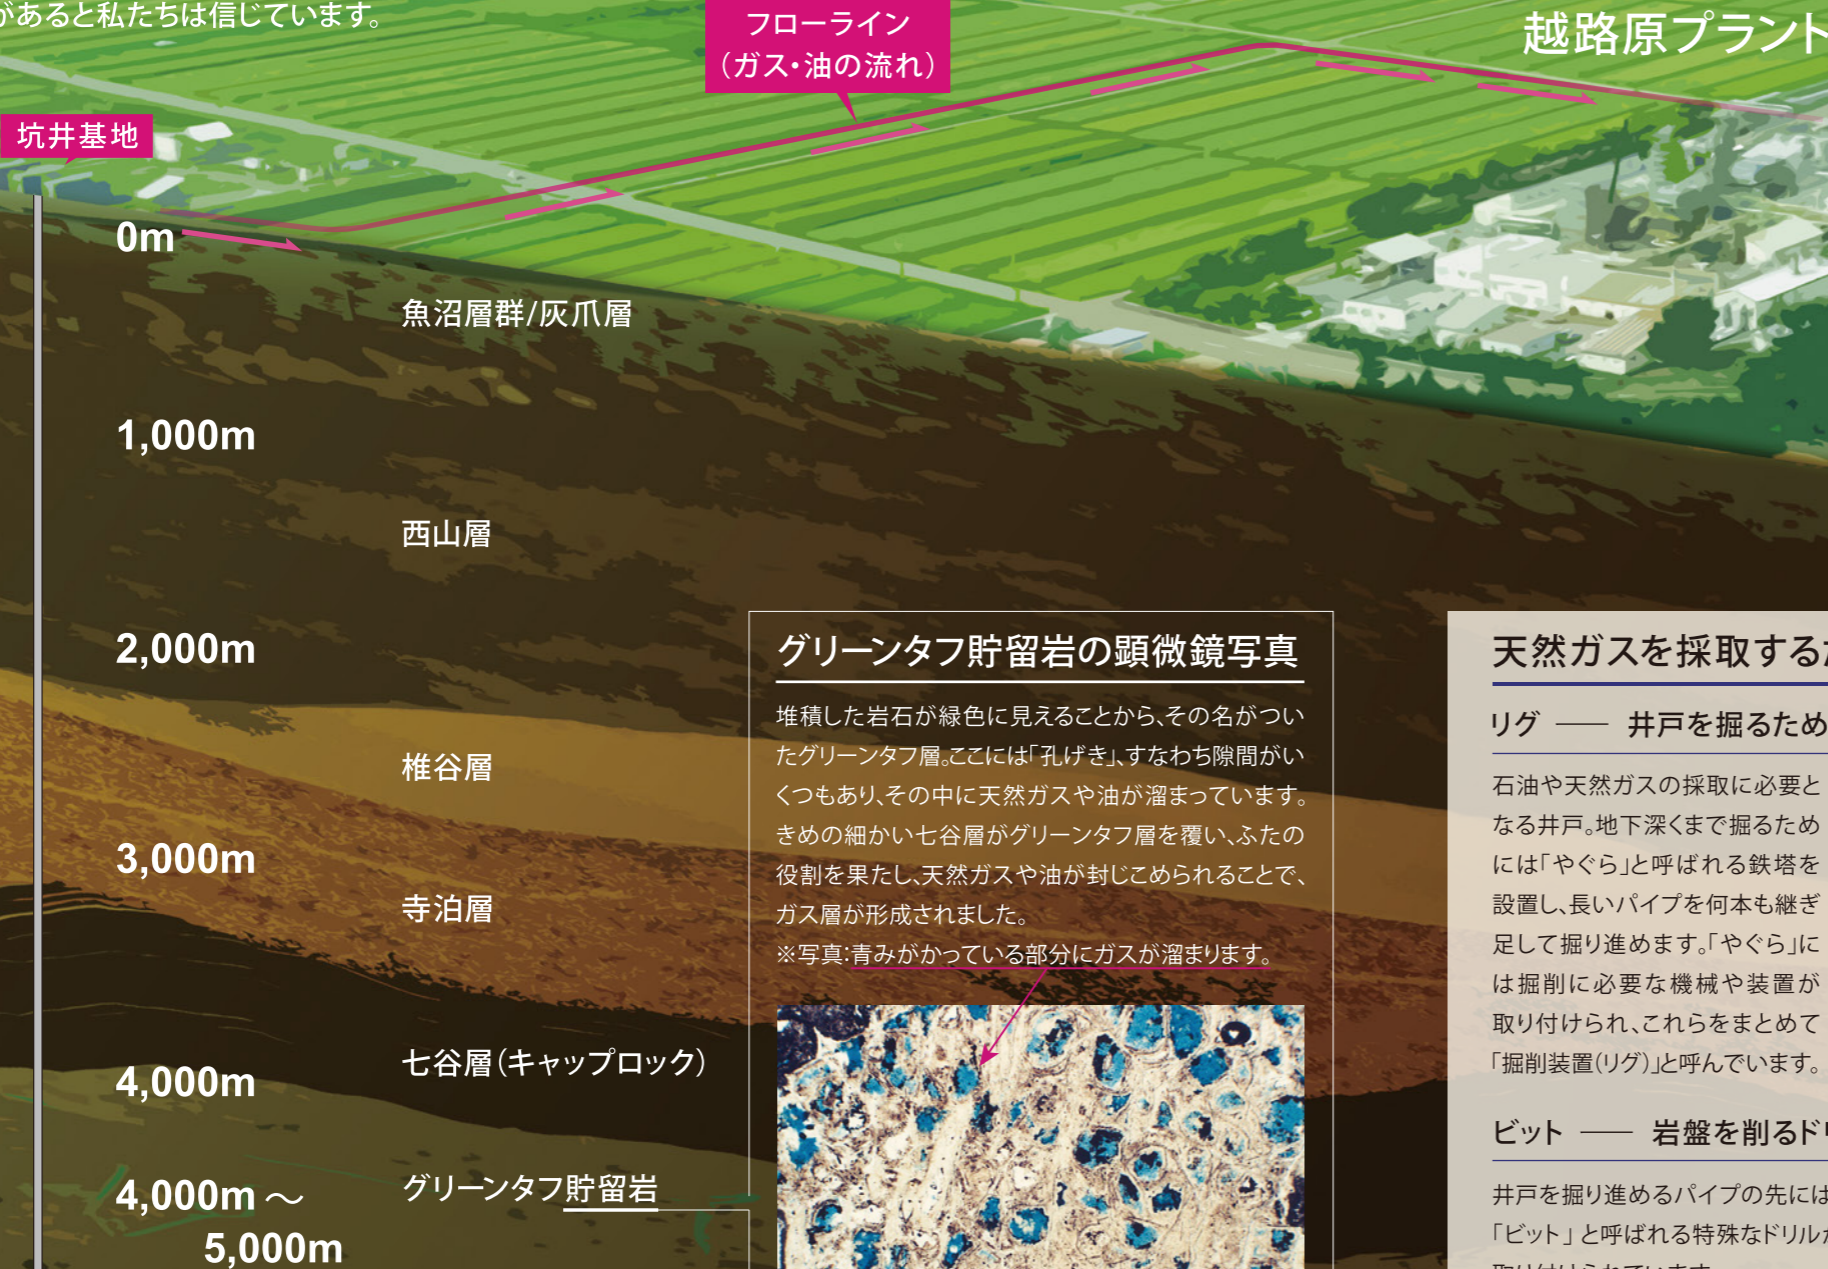 があると私たちは信じています。
フローライン
（ガス・油の流れ）
越路原プラント
坑井基地
0m
魚沼層群/灰爪層
1,000m
西山層
2,000m
椎谷層
3,000m
寺泊層
4,000m
七谷層（キャップロック）
4,000m ～
5,000m
グリーンタフ貯留岩
グリーンタフ貯留岩の顕微鏡写真
堆積した岩石が緑色に見えることから、その名がつい
たグリーンタフ層。ここには「孔げき」、すなわち隙間がい
くつもあり、その中に天然ガスや油が溜まっています。
きめの細かい七谷層がグリーンタフ層を覆い、ふたの
役割を果たし、天然ガスや油が封じこめられることで、
ガス層が形成されました。
※写真：青みがかっている部分にガスが溜まります。
天然ガスを採取する
リグ ── 井戸を掘るため
石油や天然ガスの採取に必要と
なる井戸。地下深くまで掘るため
には「やぐら」と呼ばれる鉄塔を
設置し、長いパイプを何本も継ぎ
足して掘り進めます。「やぐら」に
は掘削に必要な機械や装置が
取り付けられ、これらをまとめて
「掘削装置（リグ）」と呼んでいます。
ビット ── 岩盤を削るド
井戸を掘り進めるパイプの先には
「ビット」と呼ばれる特殊なドリル